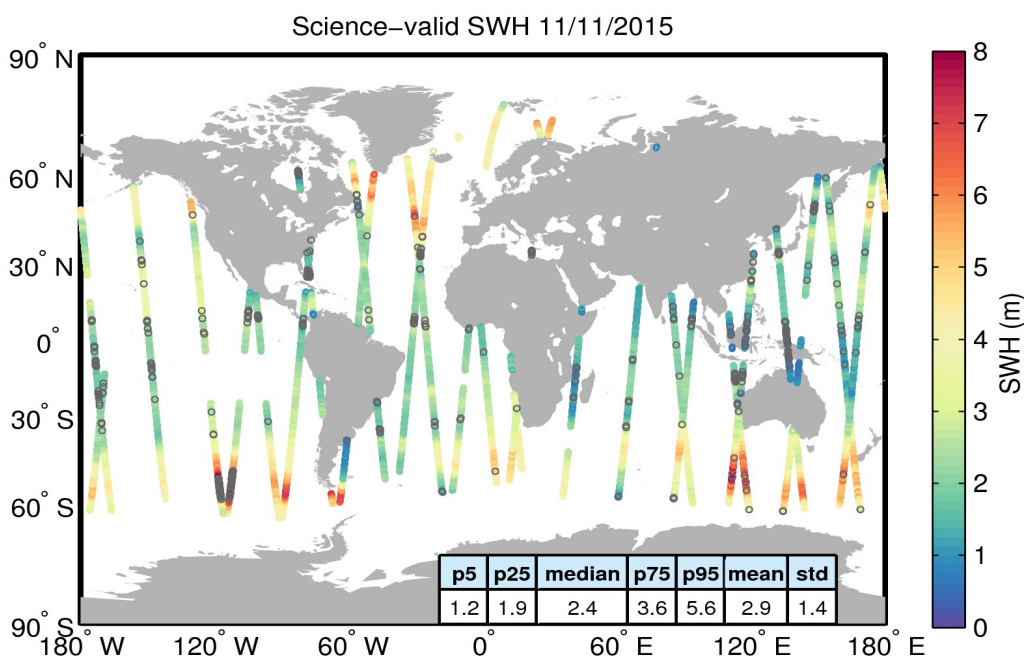 Science−valid SWH 11/11/2015
90° N
60° N
30° N
0°
30° S
60° S
90° S
180° W
120° W
60° W
0°
60° E
120° E
180° E
p5 p25 median p75 p95 mean std
1.2 1.9 2.4 3.6 5.6 2.9 1.4
8
7
6
5
4
3
2
1
0
SWH (m)